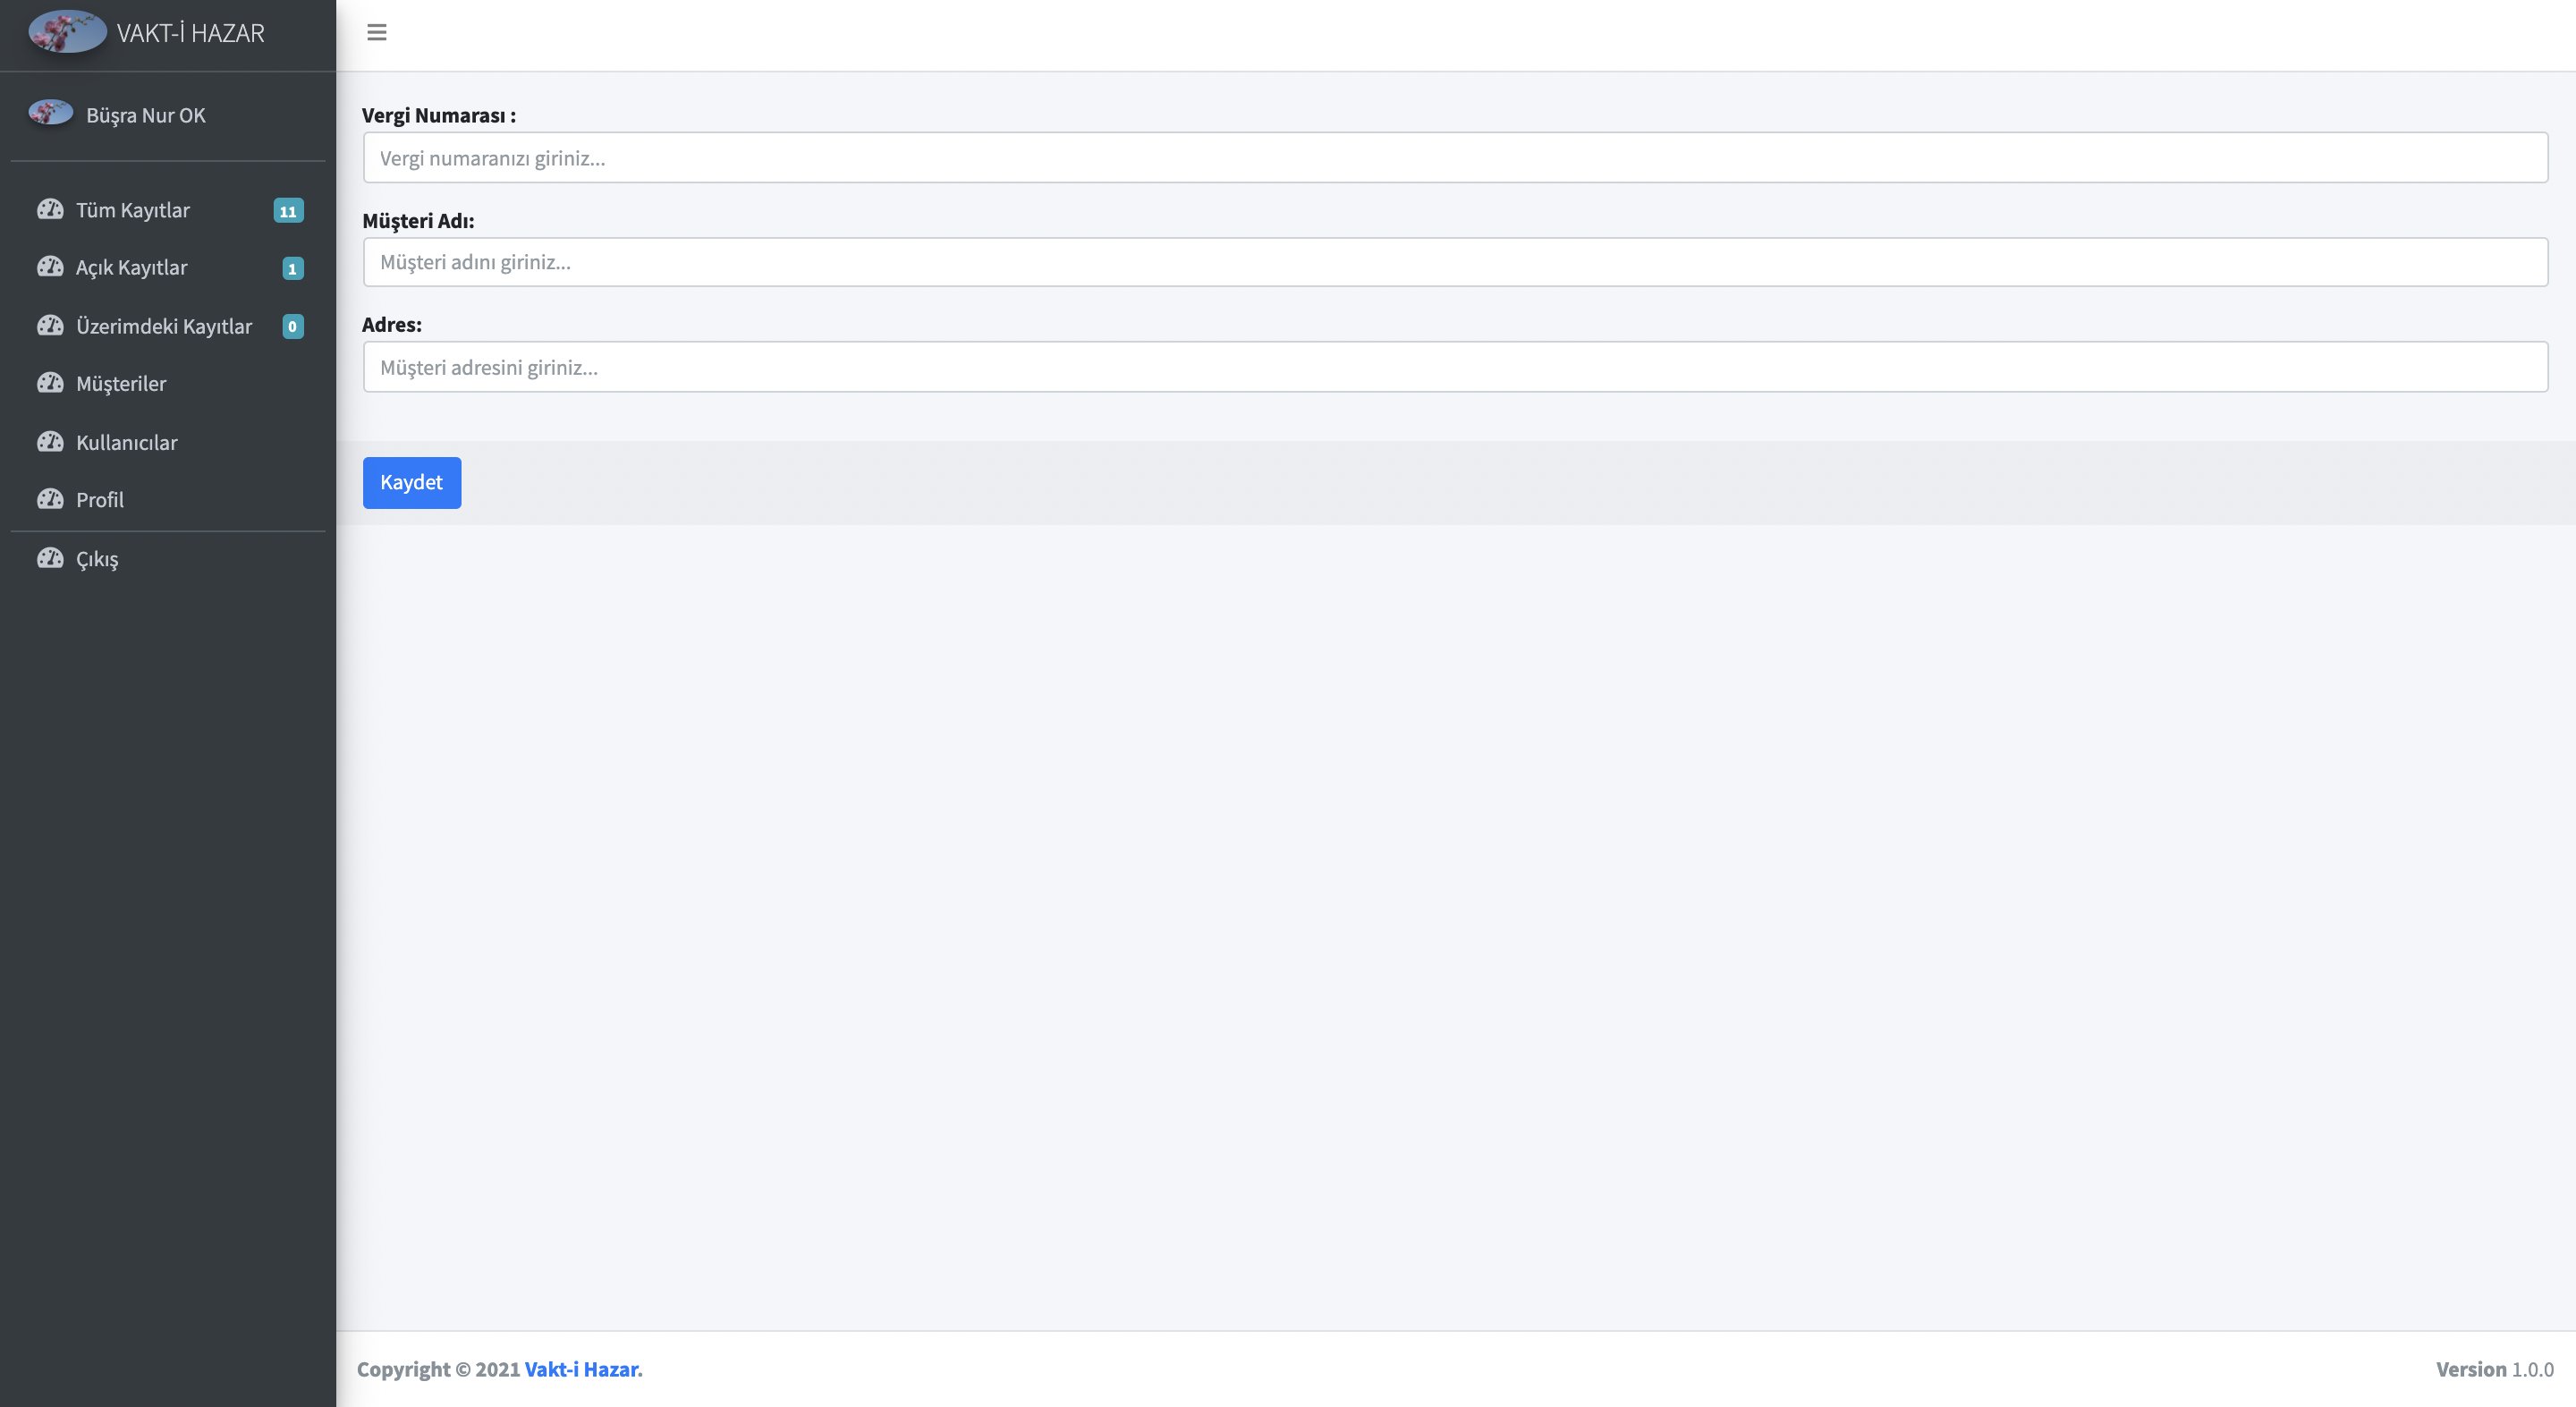 VAKT-İ HAZAR
Büşra Nur OK
Tüm Kayıtlar 11
Açık Kayıtlar 1
Üzerimdeki Kayıtlar 0
Müşteriler
Kullanıcılar
Profil
Çıkış
Vergi Numarası :
Vergi numaranızı giriniz...
Müşteri Adı:
Müşteri adını giriniz...
Adres:
Müşteri adresini giriniz...
Kaydet
Copyright © 2021 Vakt-i Hazar.
Version 1.0.0